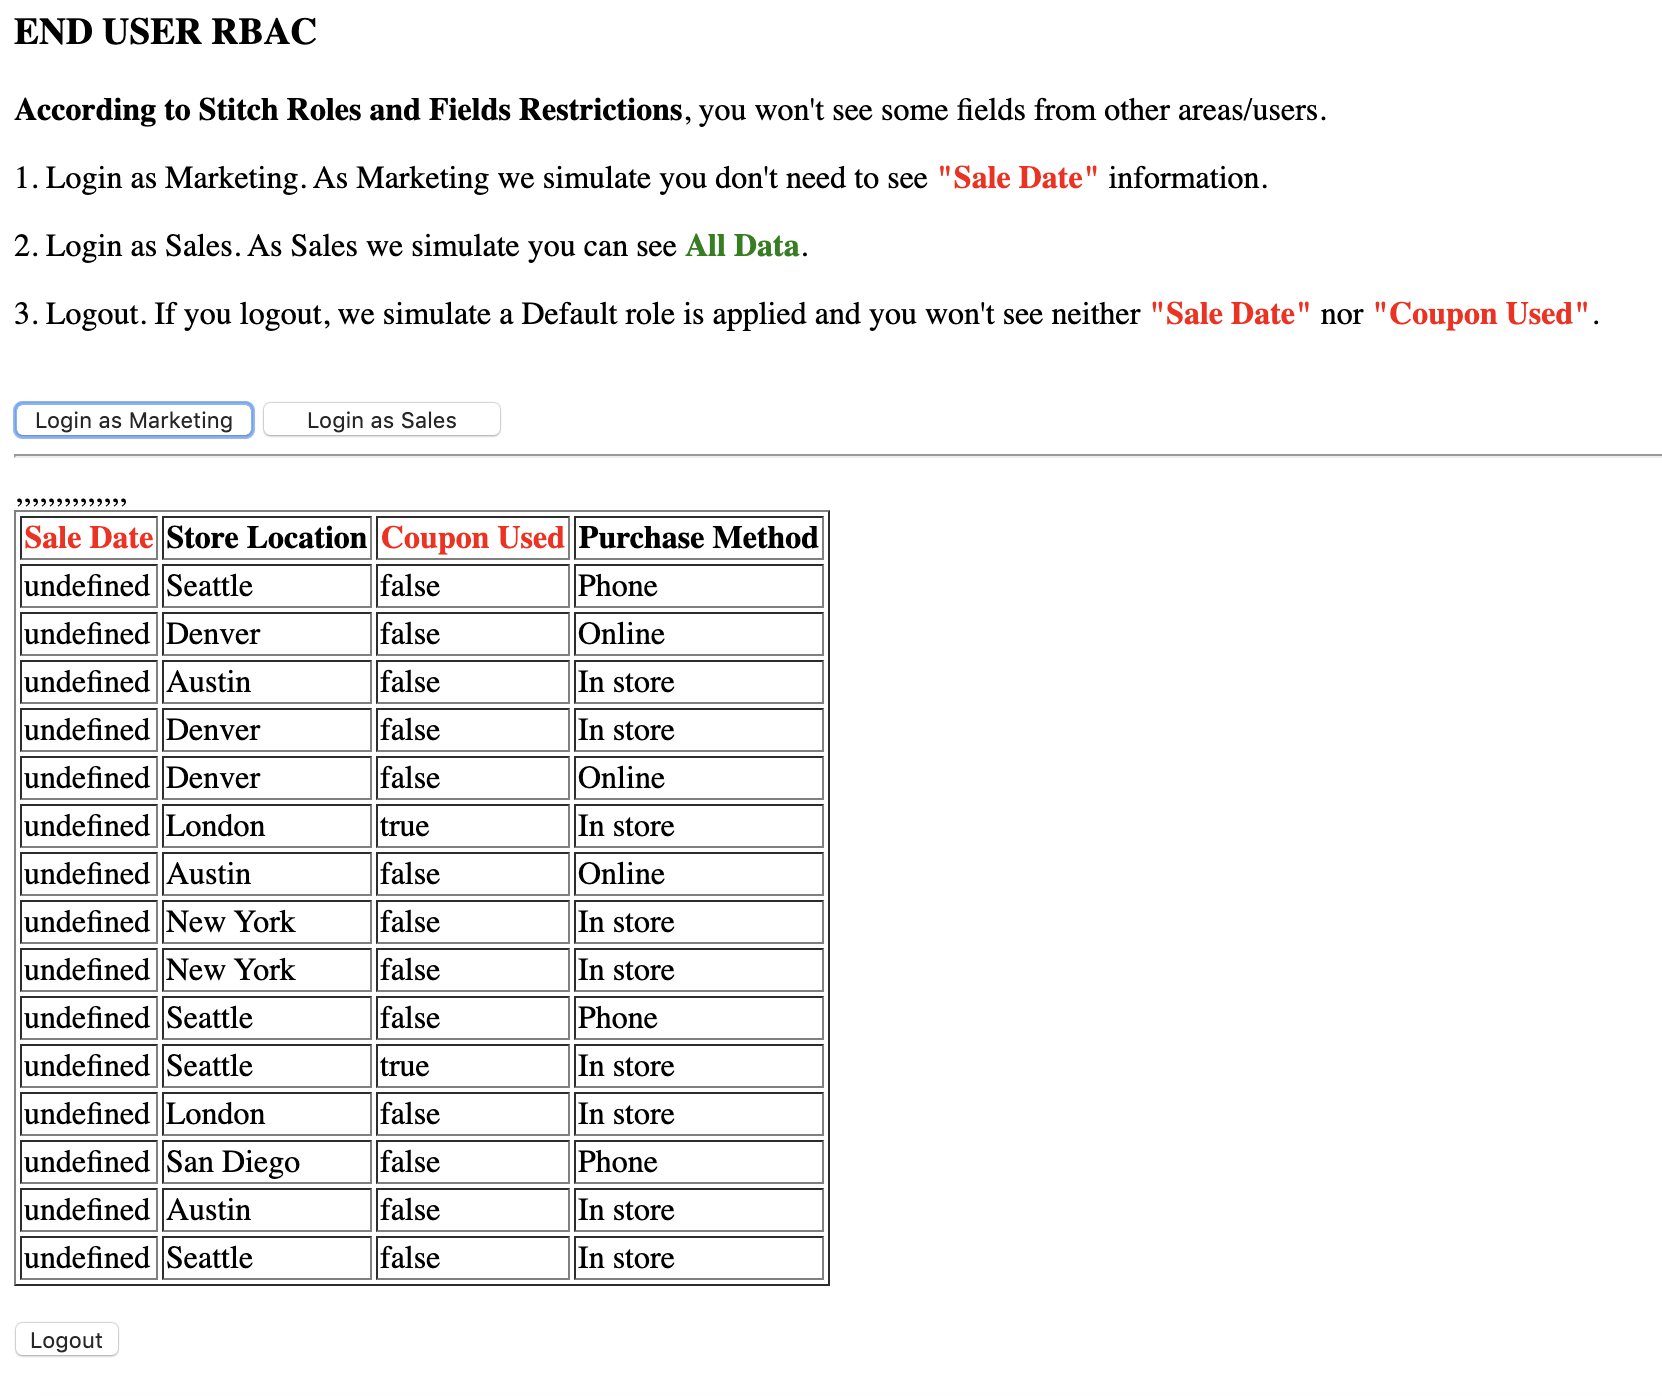 END USER RBAC
According to Stitch Roles and Fields Restrictions, you won't see some fields from other areas/users.
1. Login as Marketing. As Marketing we simulate you don't need to see "Sale Date" information.
2. Login as Sales. As Sales we simulate you can see All Data.
3. Logout. If you logout, we simulate a Default role is applied and you won't see neither "Sale Date" nor "Coupon Used".
Login as Marketing Login as Sales
,,,,,,,,,,,,,,
Sale Date Store Location Coupon Used Purchase Method
undefined Seattle false Phone
undefined Denver false Online
undefined Austin false In store
undefined Denver false In store
undefined Denver false Online
undefined London true In store
undefined Austin false Online
undefined New York false In store
undefined New York false In store
undefined Seattle false Phone
undefined Seattle true In store
undefined London false In store
undefined San Diego false Phone
undefined Austin false In store
undefined Seattle false In store
Logout